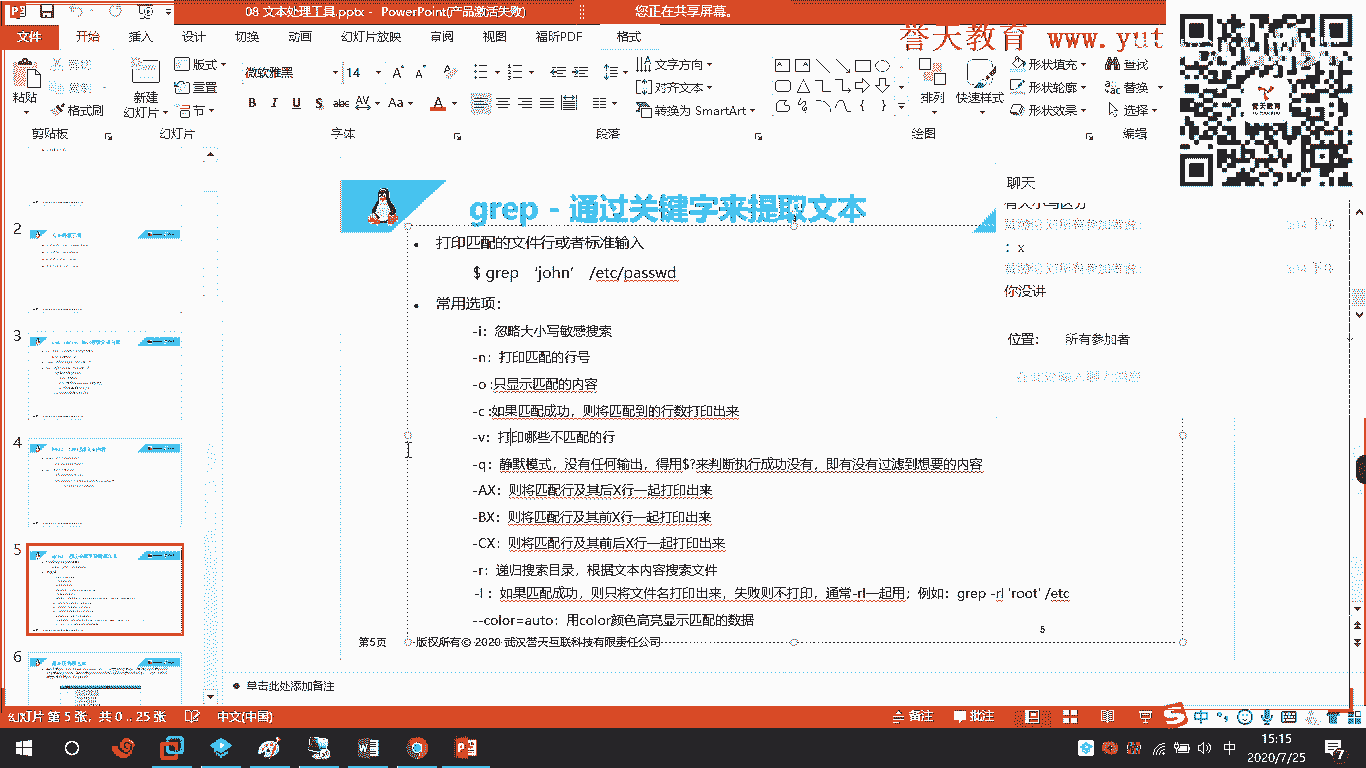 08 文本处理工具.pptx - PowerPoint(产品激活失败)
您正在共享屏幕。
文件 开始 插入 设计 切换 动画 幻灯片放映 审阅 视图 福昕PDF 格式
誉天教育 www.yut
粘贴
格式刷
新建
幻灯片
版式
重置
节
微软雅黑 14
B I U S abc AV Aa A
文字方向
对齐文本
转换为 SmartArt
排列 快速样式
形状填充
形状轮廓
形状效果
查找
替换
选择
剪贴板 幻灯片 字体 段落 绘图 编辑
誉天教育
2
3
4
5
6
grep - 通过关键字来提取文本
打印匹配的文件行或者标准输入
$ grep ‘john’ /etc/passwd
常用选项：
-i：忽略大小写敏感搜索
-n：打印匹配的行号
-o :只显示匹配的内容
-c :如果匹配成功，则将匹配到的行数打印出来
-v：打印哪些不匹配的行
-q：静默模式，没有任何输出，得用$?来判断执行成功没有，即有没有过滤到想要的内容
-AX：则将匹配行及其后X行一起打印出来
-BX：则将匹配行及其前X行一起打印出来
-CX：则将匹配行及其前后X行一起打印出来
-r：递归搜索目录，根据文本内容搜索文件
-l：如果匹配成功，则只将文件名打印出来，失败则不打印，通常-rl一起用；例如：grep -rl 'root' /etc
--color=auto：用color颜色高亮显示匹配的数据
5
第5页
版权所有© 2020 武汉誉天互联科技有限责任公司
聊天
有大小写区分
：x
你没讲
位置： 所有参加者
单击此处添加备注
幻灯片 第 5 张，共 0 .. 25 张 中文(中国)
备注 批注
中
中
15:15
2020/7/25
7